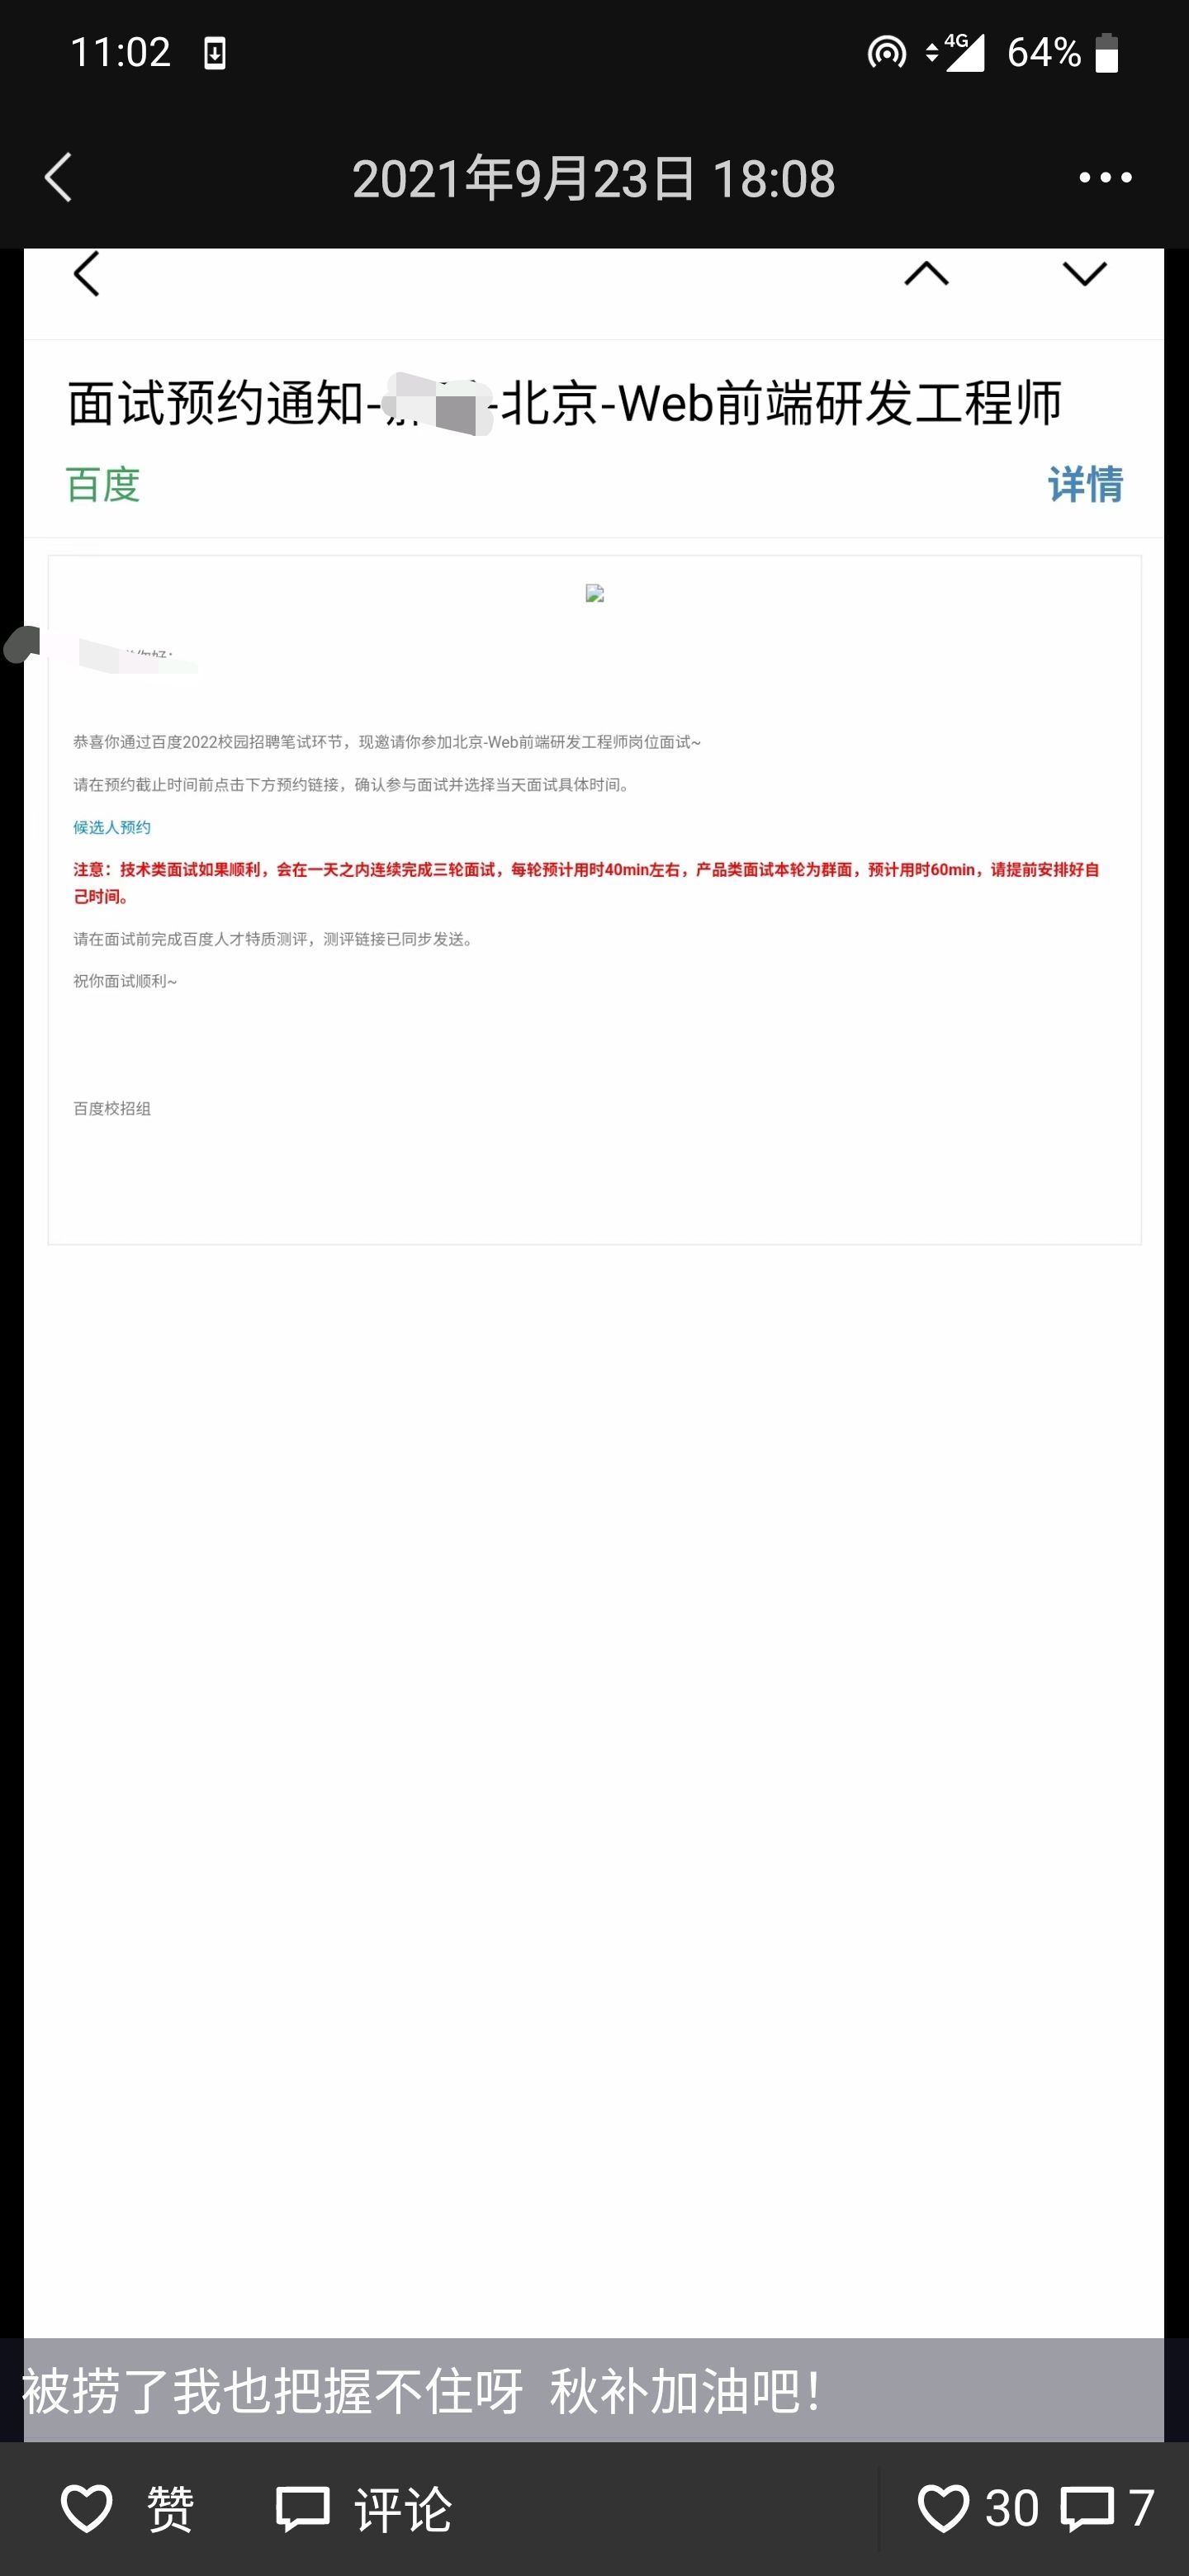 11:02
4G
64%
2021年9月23日 18:08
面试预约通知-
-北京-Web前端研发工程师
百度
详情
你好：
恭喜你通过百度2022校园招聘笔试环节，现邀请你参加北京-Web前端研发工程师岗位面试~
请在预约截止时间前点击下方预约链接，确认参与面试并选择当天面试具体时间。
候选人预约
注意：技术类面试如果顺利，会在一天之内连续完成三轮面试，每轮预计用时40min左右，产品类面试本轮为群面，预计用时60min，请提前安排好自
己时间。
请在面试前完成百度人才特质测评，测评链接已同步发送。
祝你面试顺利~
百度校招组
被捞了我也把握不住呀 秋补加油吧！
赞
评论
30
7